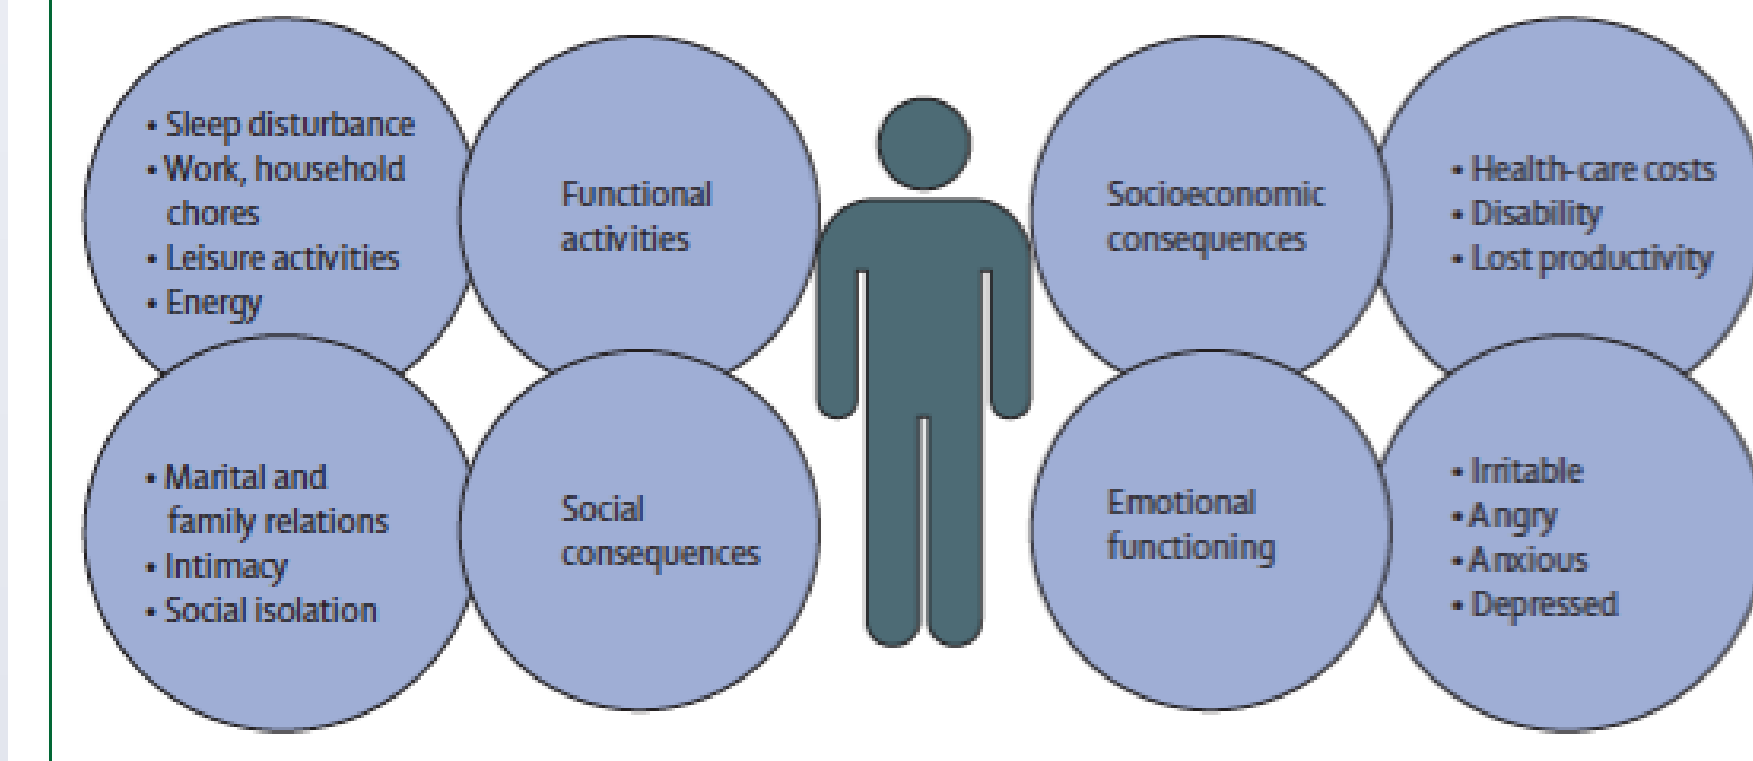 • Sleep disturbance
• Work, household
chores
• Leisure activities
• Energy
Functional
activities
Socioeconomic
consequences
• Health-care costs
• Disability
• Lost productivity
• Marital and
family relations
• Intimacy
• Social isolation
Social
consequences
Emotional
functioning
• Irritable
• Angry
• Anxious
• Depressed